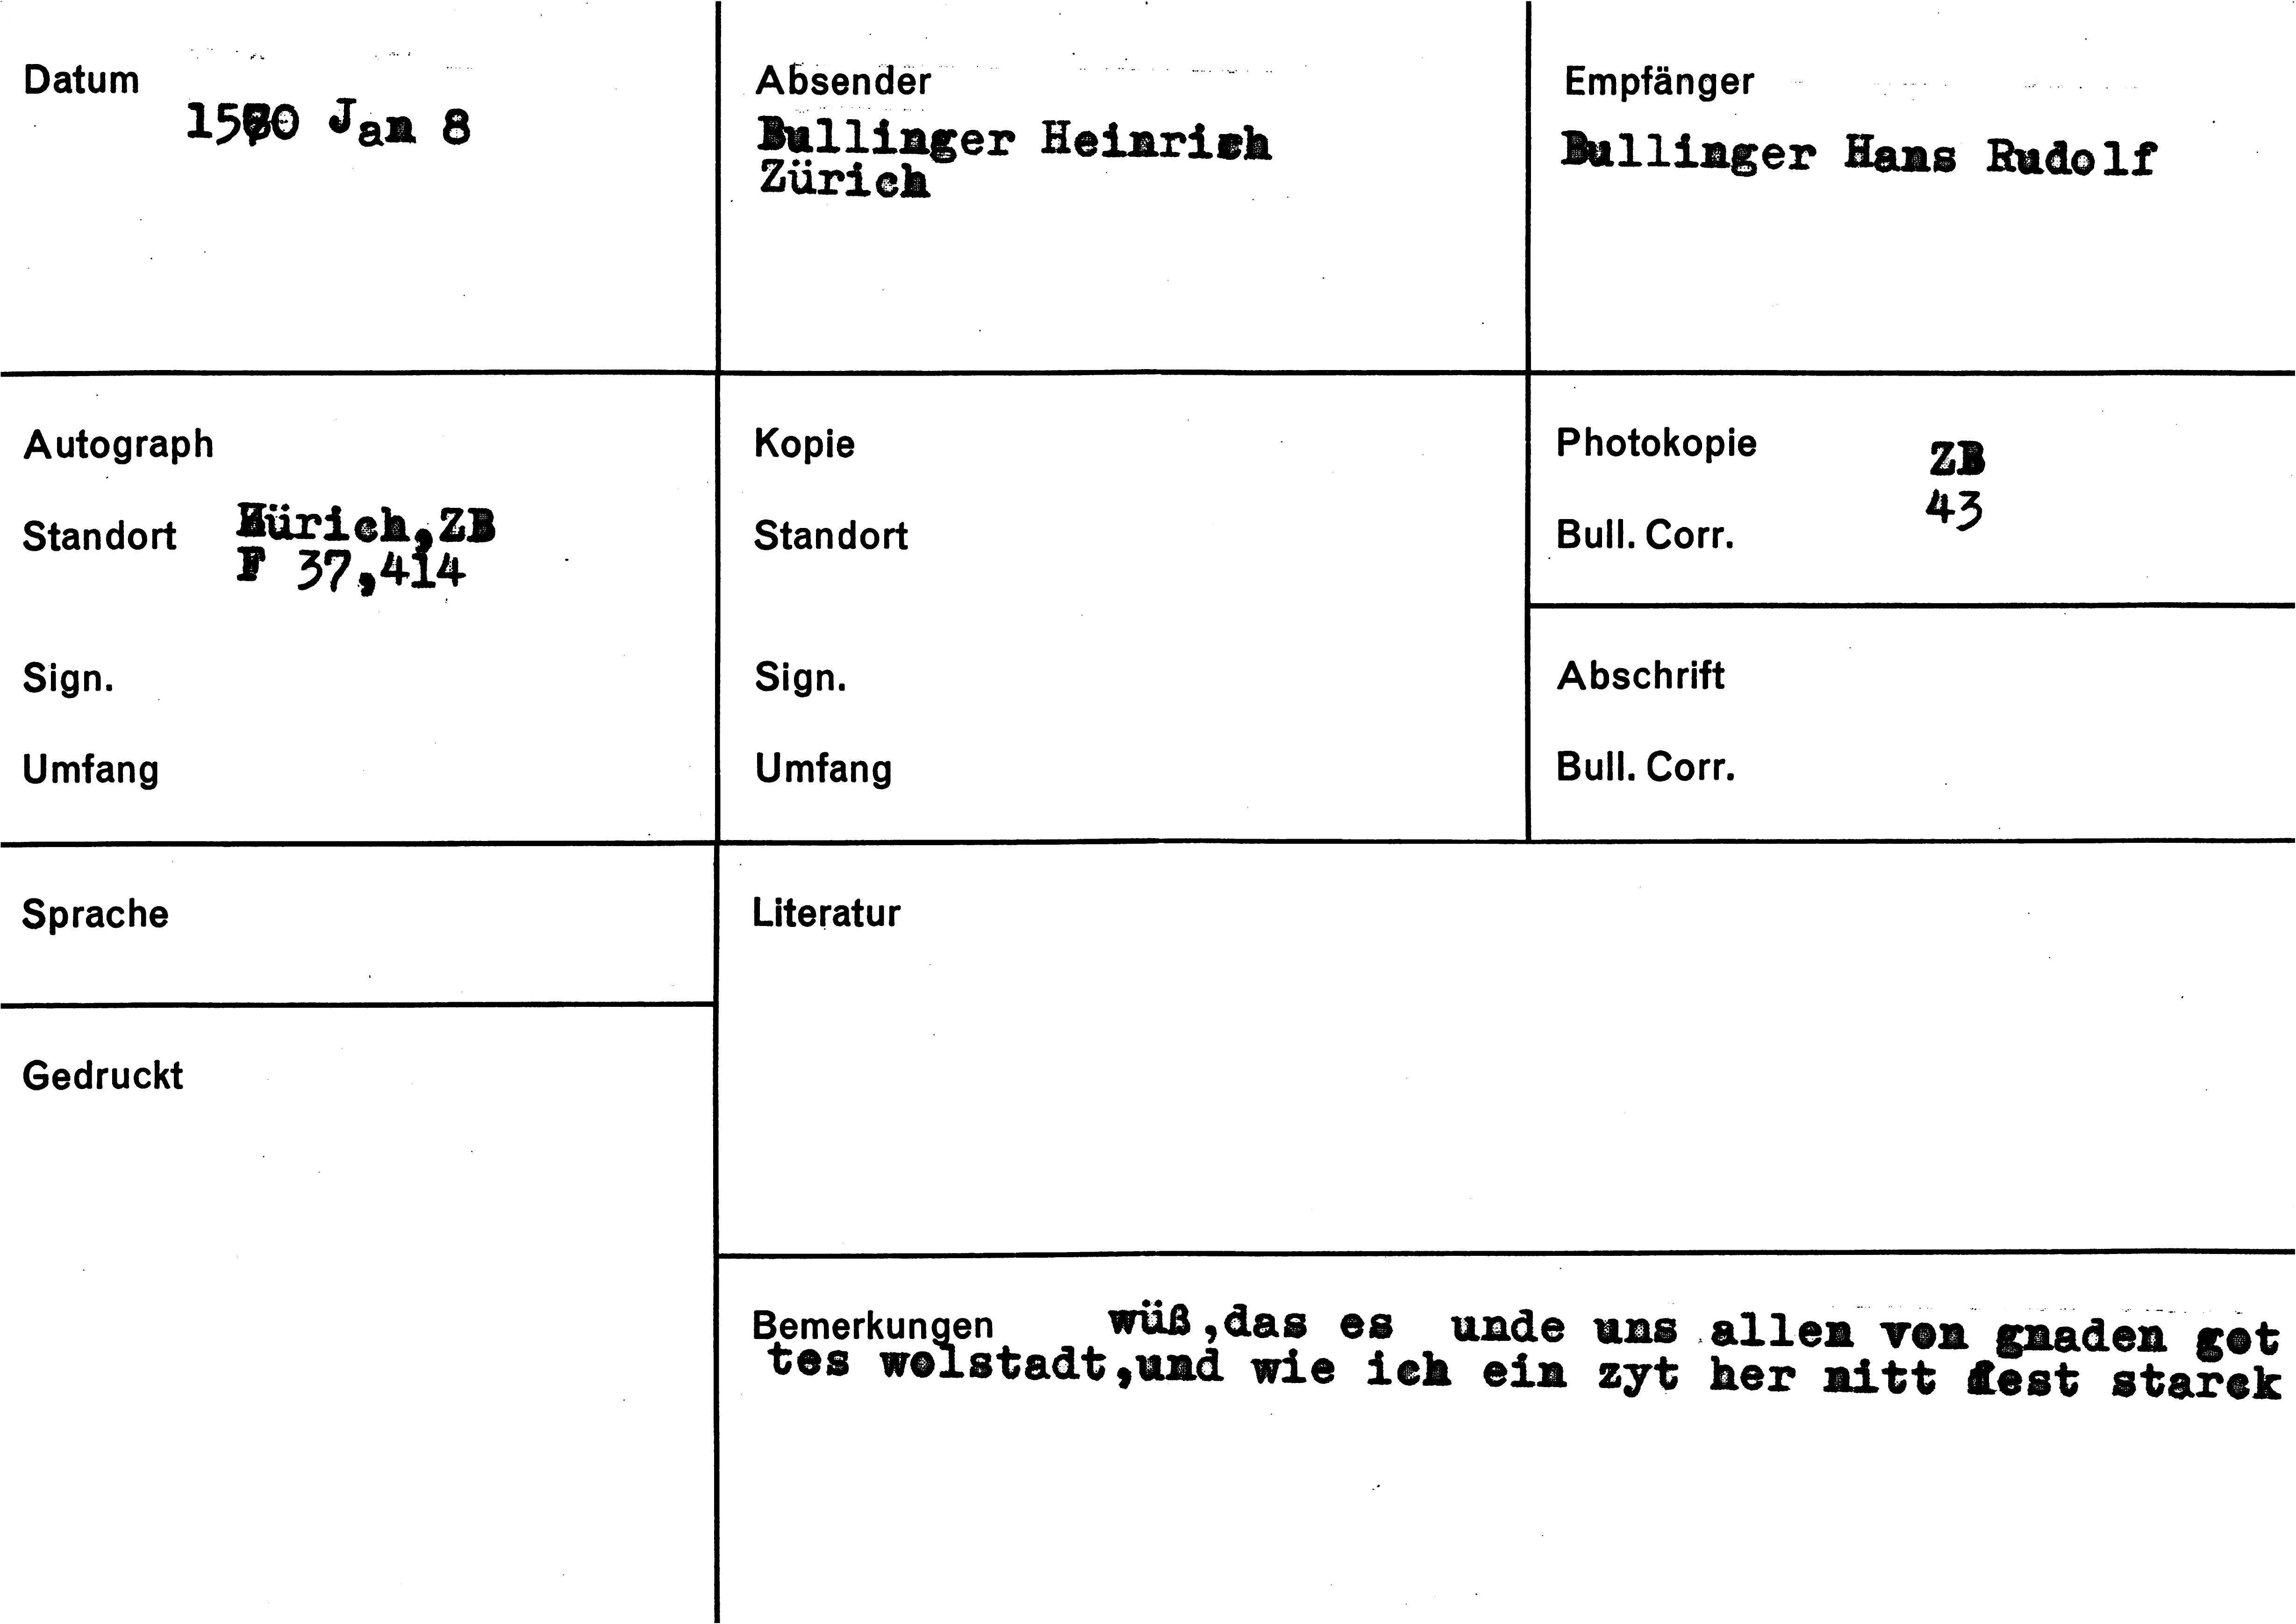 Datum
1570 Jan 8
Absender
Bullinger Heinrich
Zürich
Empfänger
Bullinger Hans Rudolf
Autograph
Standort
Zürich,ZB
F 37,414
Sign.
Umfang
Kopie
Standort
Sign.
Umfang
Photokopie
ZB
Bull. Corr.
43
Abschrift
Bull. Corr.
Sprache
Gedruckt
Literatur
Bemerkungen wüß,das es unde uns allen von gnaden got
tes wolstadt,und wie ich ein zyt her nitt fest starck